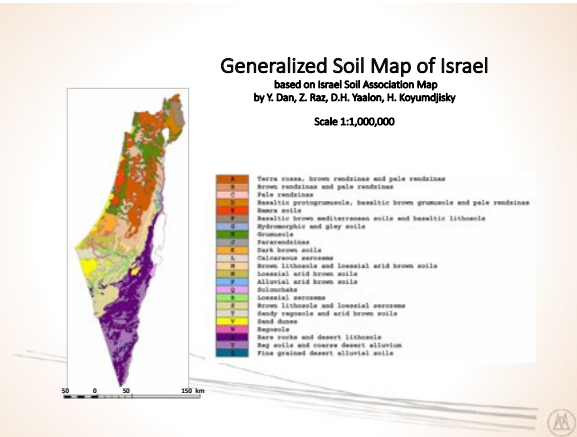 Generalized Soil Map of Israel
based on Israel Soil Association Map
by Y. Dan, Z. Raz, D.H. Yaalon, H. Koyumdjisky
Scale 1:1,000,000
A Terra rossa, brown rendzinas and pale rendzinas
B Brown rendzinas and pale rendzinas
C Pale rendzinas
D Basaltic protogrumusols, basaltic brown grumusols and pale rendzinas
E Hamra soils
F Basaltic brown mediterranean soils and basaltic lithosols
G Hydromorphic and gley soils
H Grumusols
J Pararendzinas
K Dark brown soils
L Calcareous serozems
M Brown lithosols and loessial arid brown soils
N Loessial arid brown soils
P Alluvial arid brown soils
Q Solonchaks
R Loessial serozems
S Brown lithosols and loessial serozems
T Sandy regosols and arid brown soils
V Sand dunes
W Regosols
Bare rocks and desert lithosols
Y Reg soils and coarse desert alluvium
Z Fine grained desert alluvial soils
50 0 50 150 km